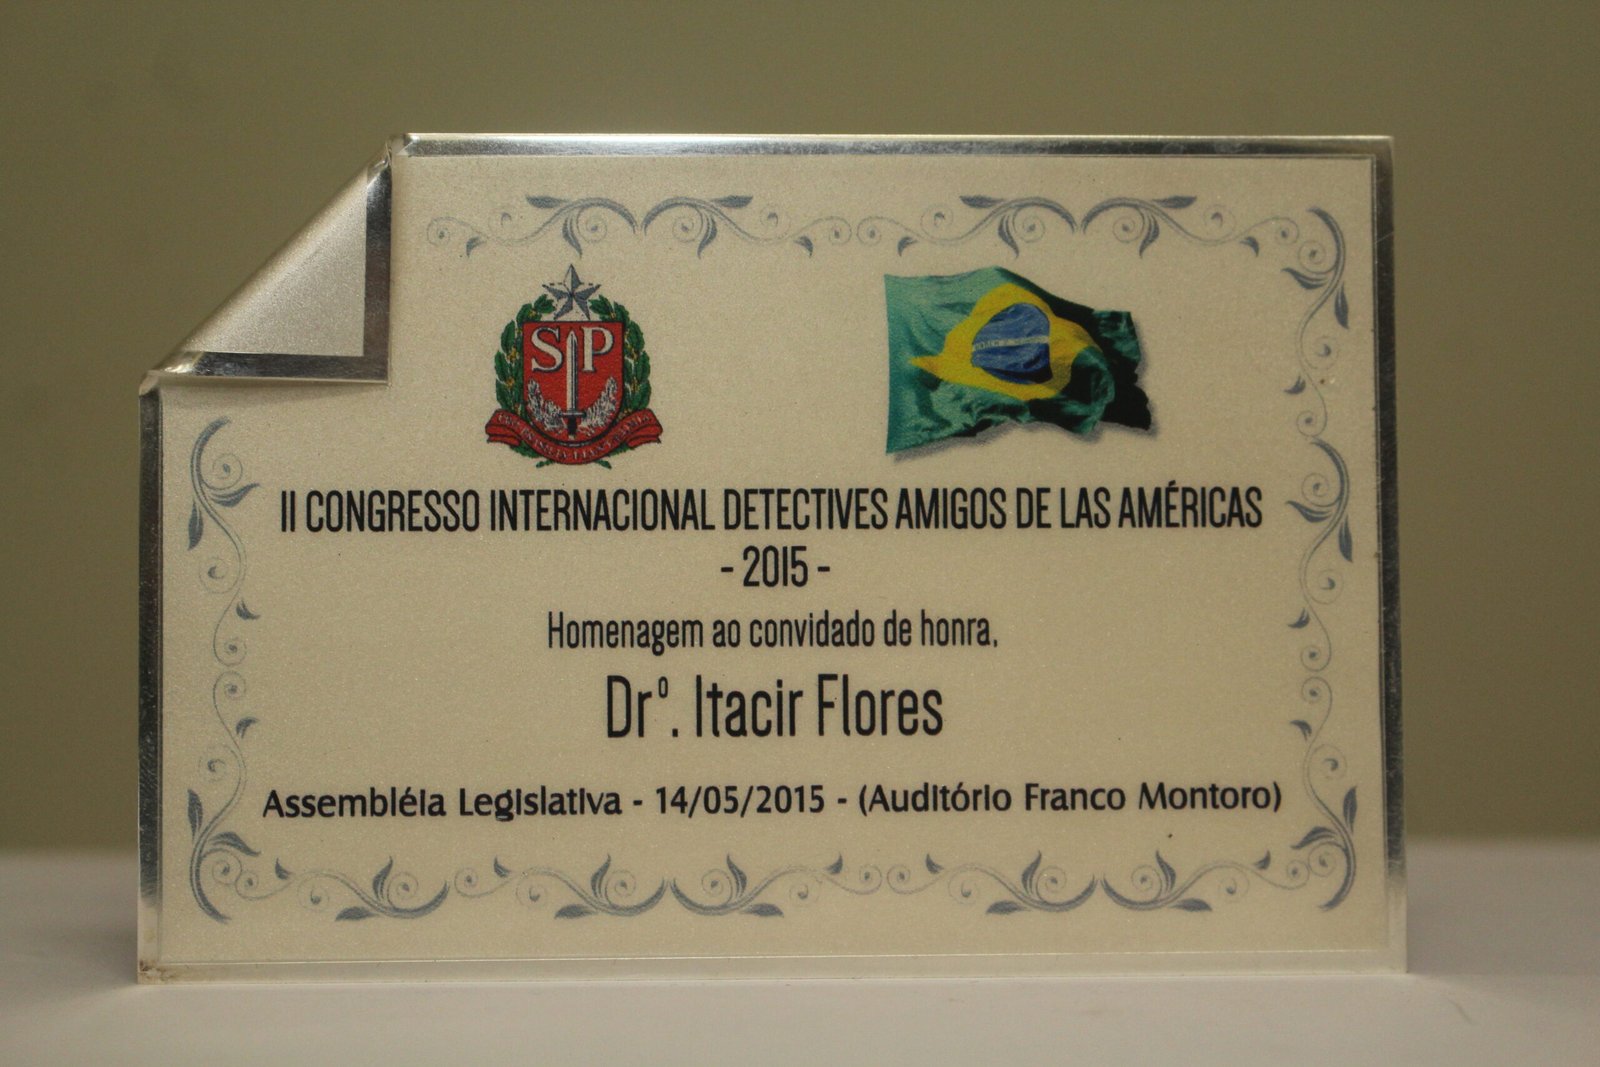 SP
II CONGRESSO INTERNACIONAL DETECTIVES AMIGOS DE LAS AMÉRICAS
- 2015 -
Homenagem ao convidado de honra,
Drº. Itacir Flores
Assembléia Legislativa - 14/05/2015 - (Auditório Franco Montoro)